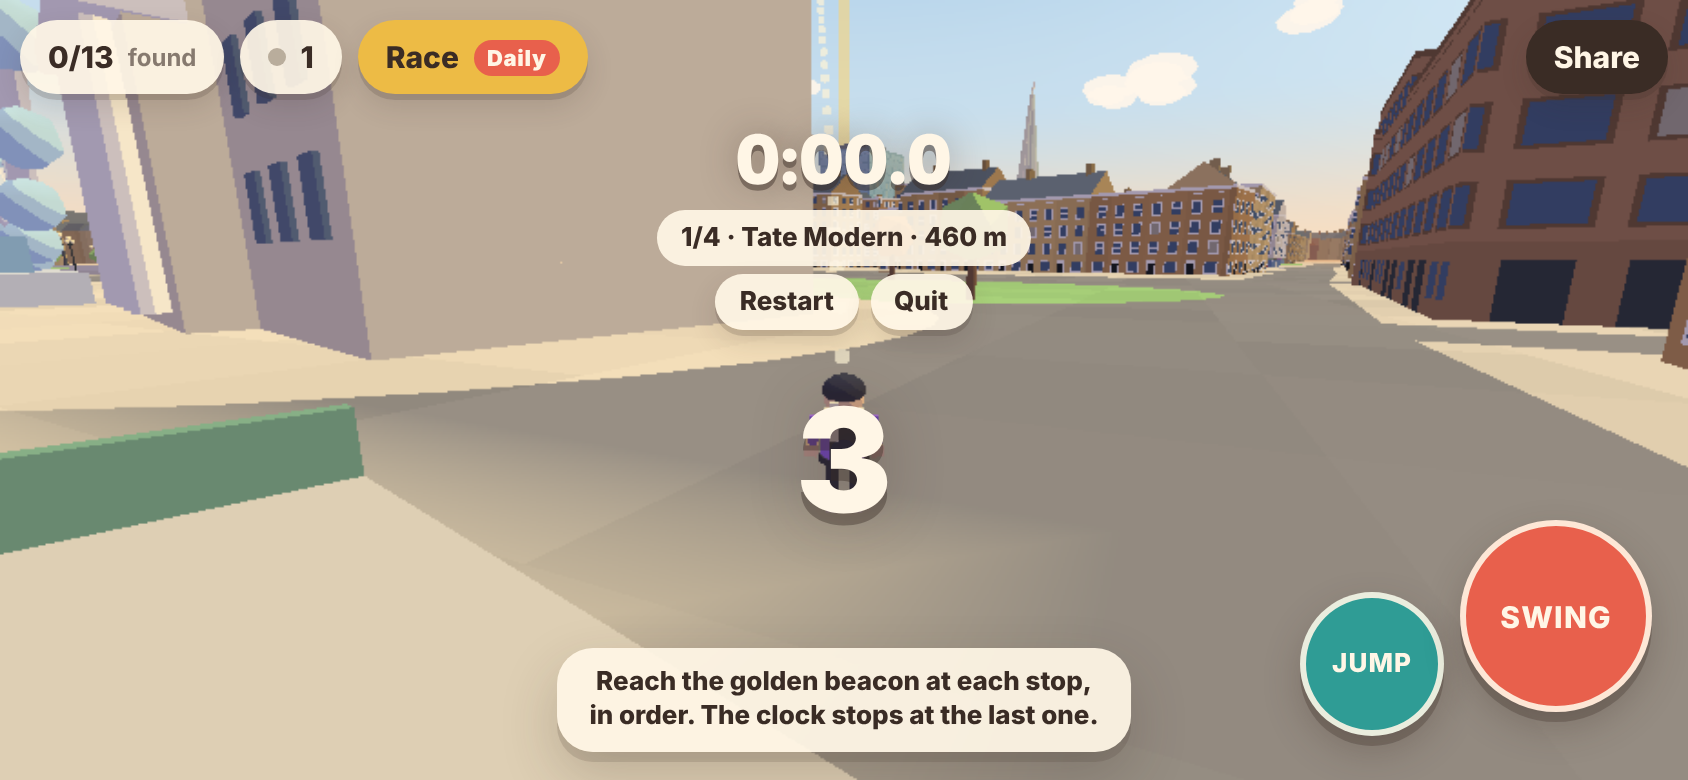 0/13 found
1
Race Daily
Share
0:00.0
1/4 · Tate Modern · 460 m
Restart
Quit
3
SWING
JUMP
Reach the golden beacon at each stop,
in order. The clock stops at the last one.